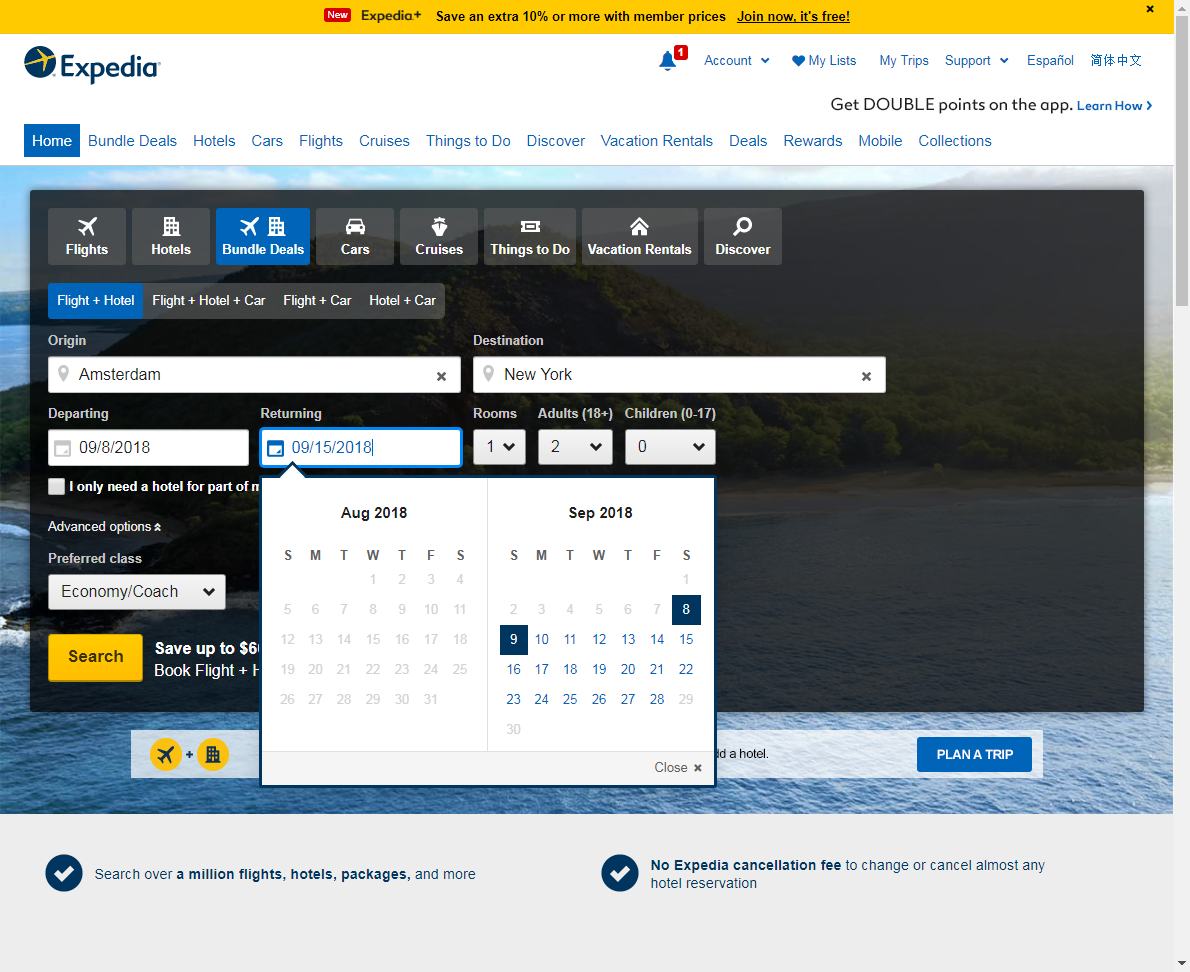 New Expedia+ Save an extra 10% or more with member prices Join now, it's free!
Expedia
1 Account My Lists My Trips Support Español 简体中文
Get DOUBLE points on the app. Learn How
Home Bundle Deals Hotels Cars Flights Cruises Things to Do Discover Vacation Rentals Deals Rewards Mobile Collections
Flights Hotels Bundle Deals Cars Cruises Things to Do Vacation Rentals Discover
Flight + Hotel Flight + Hotel + Car Flight + Car Hotel + Car
Origin Destination
Amsterdam New York
Departing Returning Rooms Adults (18+) Children (0-17)
09/8/2018 09/15/2018 1 2 0
I only need a hotel for part of
Advanced options
Preferred class
Economy/Coach
Search
Save up to
Book Flight +
Aug 2018
S M T W T F S
1 2 3 4
5 6 7 8 9 10 11
12 13 14 15 16 17 18
19 20 21 22 23 24 25
26 27 28 29 30 31
Sep 2018
S M T W T F S
1
2 3 4 5 6 7 8
9 10 11 12 13 14 15
16 17 18 19 20 21 22
23 24 25 26 27 28 29
30
Close
+ a hotel. PLAN A TRIP
Search over a million flights, hotels, packages, and more
No Expedia cancellation fee to change or cancel almost any
hotel reservation